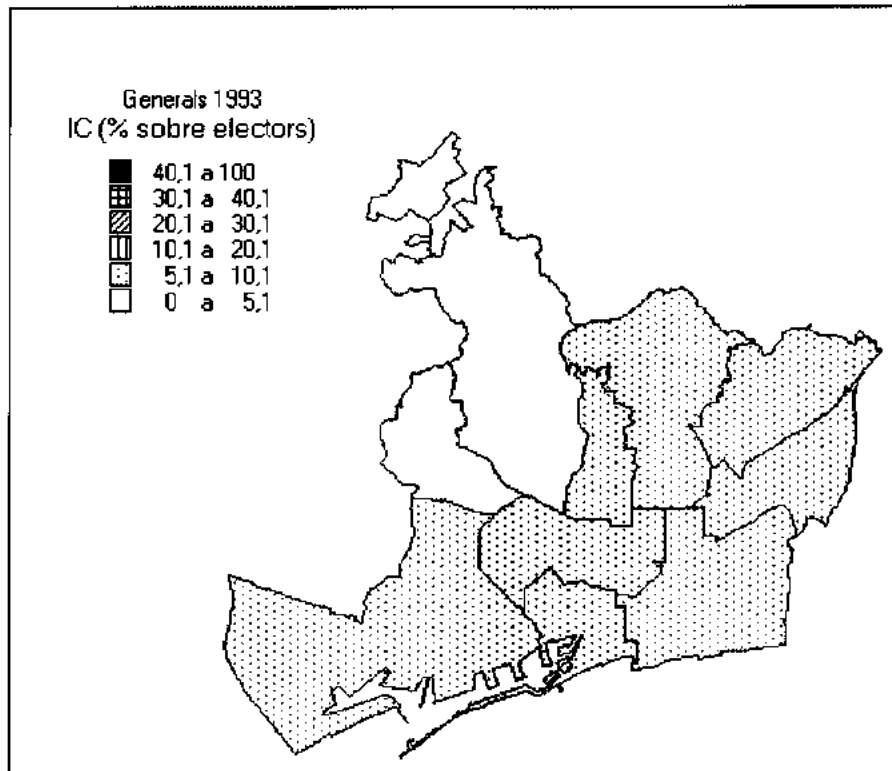 Generals 1993
IC (% sobre electors)
40,1 a 100
30,1 a 40,1
20,1 a 30,1
10,1 a 20,1
5,1 a 10,1
0 a 5,1